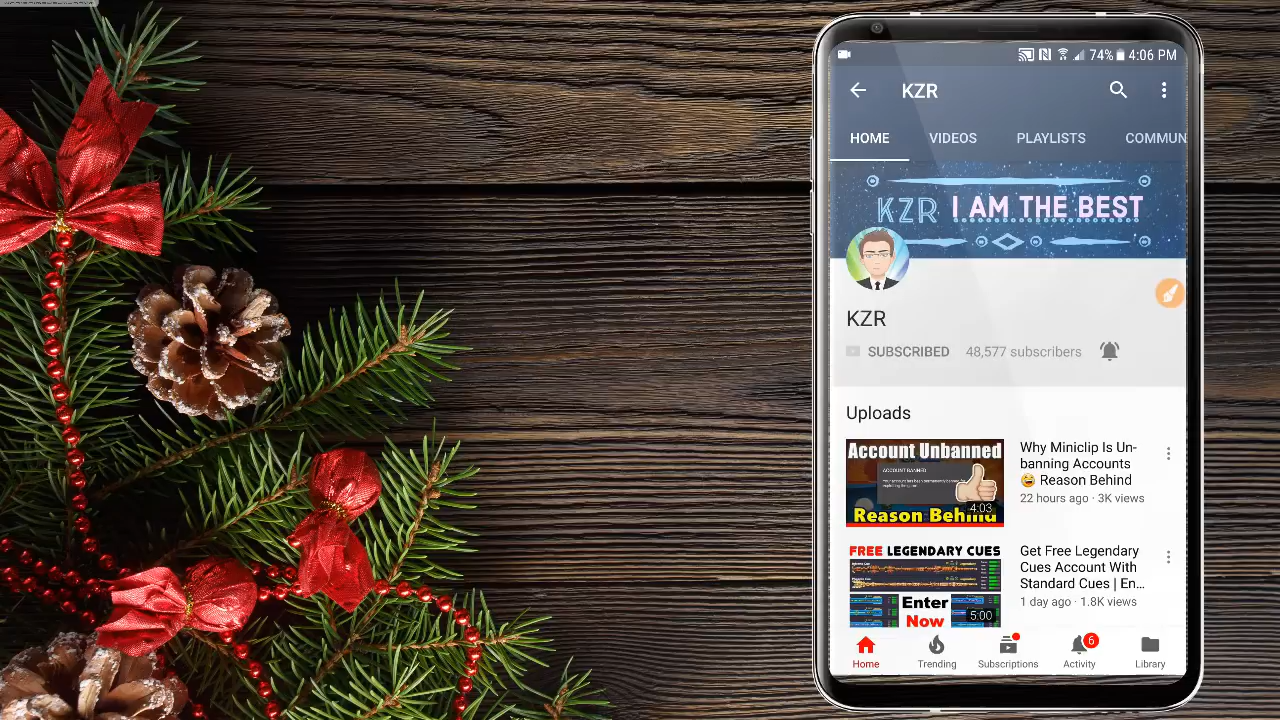 74% 4:06 PM
KZR
HOME VIDEOS PLAYLISTS COMMUN
KZR I AM THE BEST
KZR
SUBSCRIBED 48,577 subscribers
Uploads
Account Unbanned
ACCOUNT BANNED
Reason Behind
4:03
Why Miniclip Is Un-
banning Accounts
😄 Reason Behind
22 hours ago · 3K views
FREE LEGENDARY CUES
Enter
Now
5:00
Get Free Legendary
Cues Account With
Standard Cues | En...
1 day ago · 1.8K views
6
Home Trending Subscriptions Activity Library